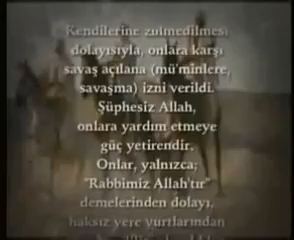 Kendilerine zulmedilmesi
dolayısıyla, onlara karşı
savaş açılana (mü'minlere,
savaşma) izni verildi.
Şüphesiz Allah,
onlara yardım etmeye
güç yetirendir.
Onlar, yalnızca;
"Rabbimiz Allah'tır"
demelerinden dolayı,
haksız yere yurtlarından